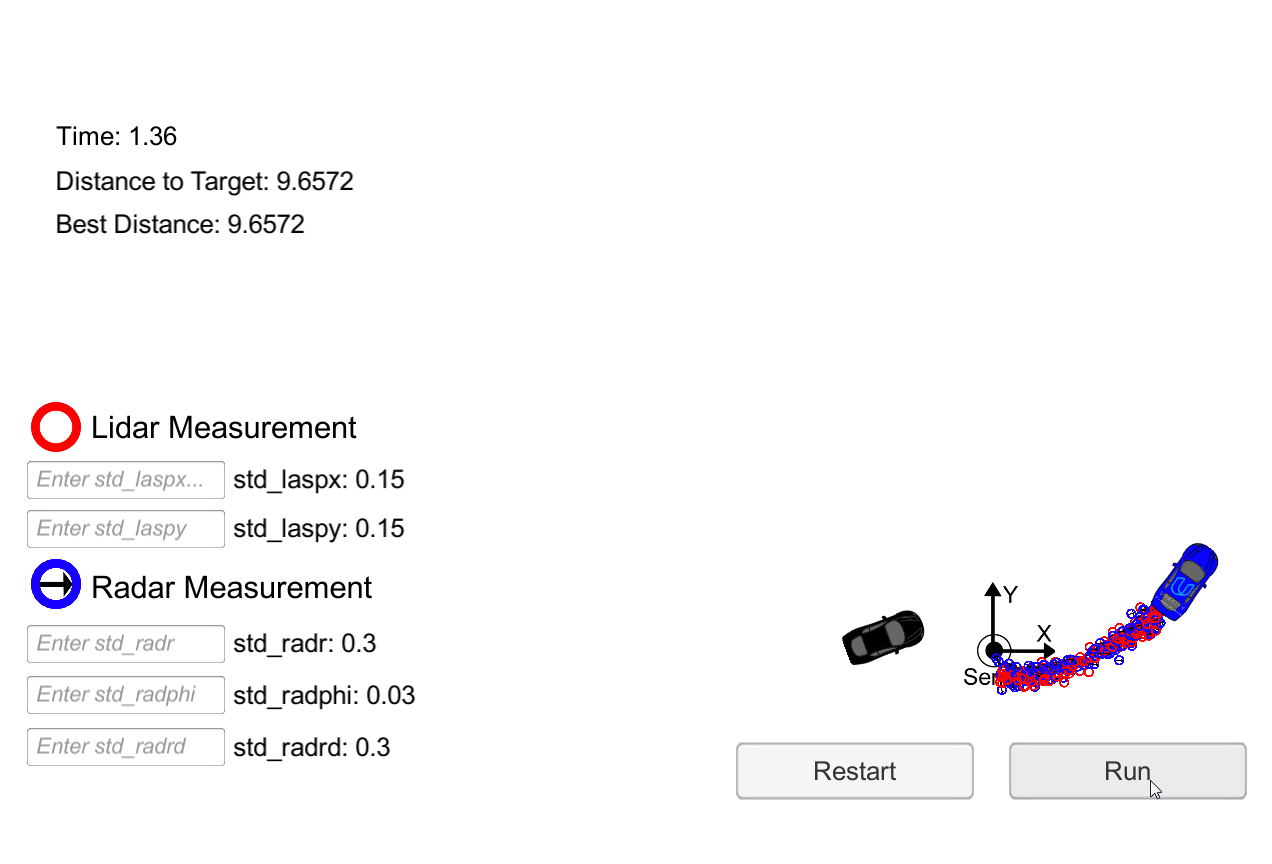 Time: 1.36
Distance to Target: 9.6572
Best Distance: 9.6572
Lidar Measurement
Enter std_laspx... std_laspx: 0.15
Enter std_laspy std_laspy: 0.15
Radar Measurement
Enter std_radr std_radr: 0.3
Enter std_radphi std_radphi: 0.03
Enter std_radrd std_radrd: 0.3
Y
X
Sen
Restart
Run